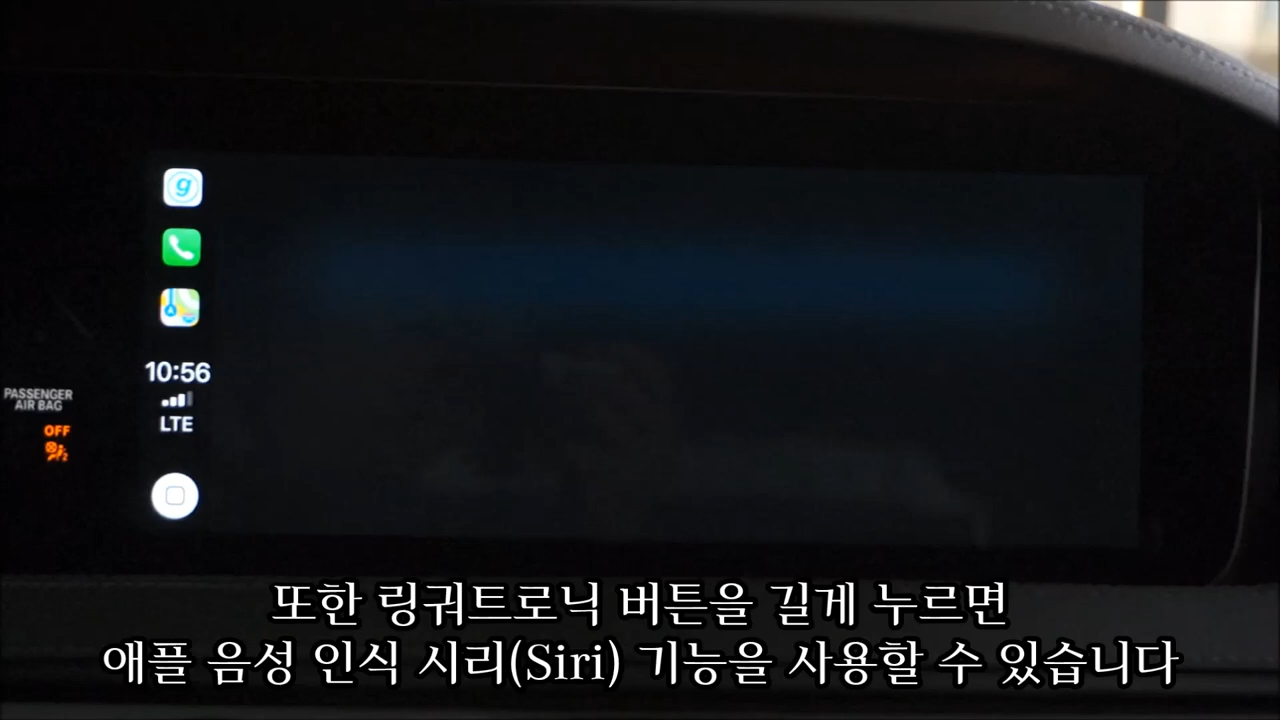 g
10:56
LTE
PASSENGER
AIR BAG
OFF
또한 링궈트로닉 버튼을 길게 누르면
애플 음성 인식 시리(Siri) 기능을 사용할 수 있습니다